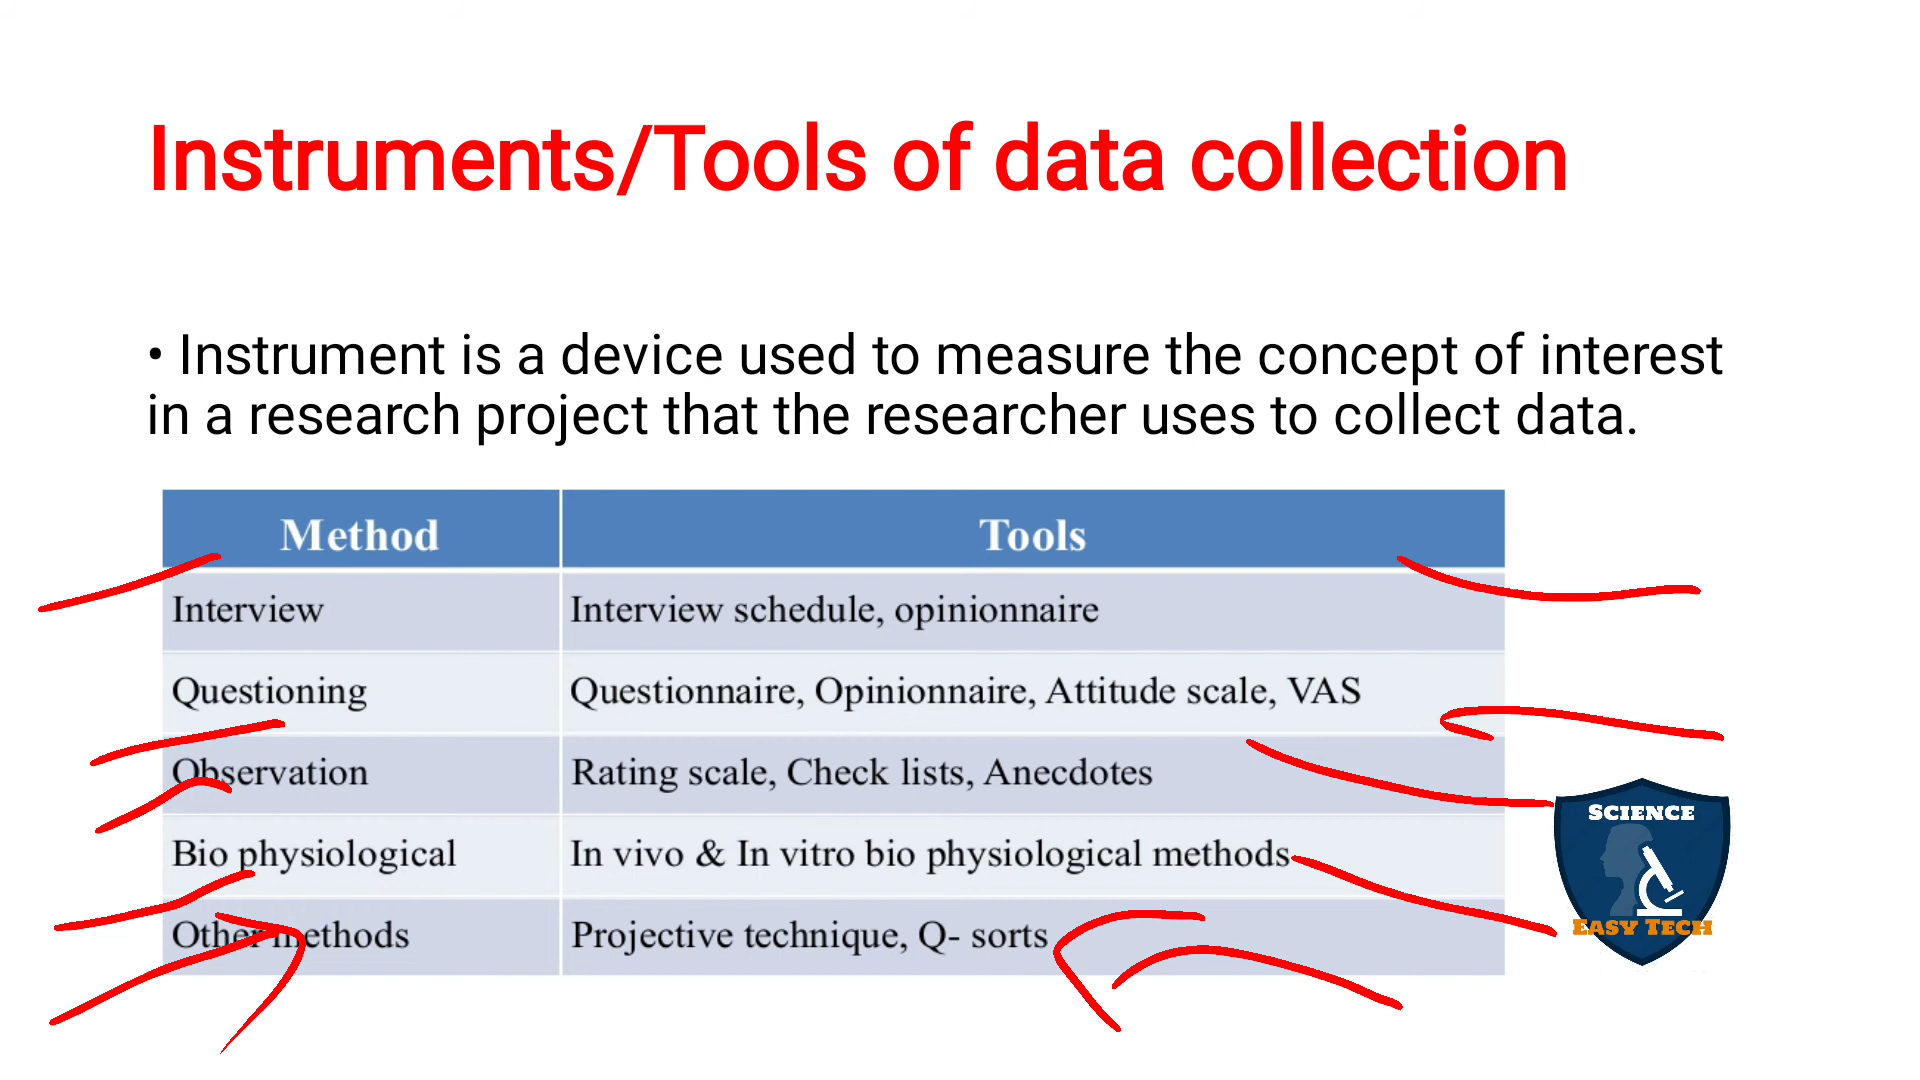 Instruments/Tools of data collection
• Instrument is a device used to measure the concept of interest
in a research project that the researcher uses to collect data.
Method Tools
Interview Interview schedule, opinionnaire
Questioning Questionnaire, Opinionnaire, Attitude scale, VAS
Observation Rating scale, Check lists, Anecdotes
Bio physiological In vivo & In vitro bio physiological methods
Other methods Projective technique, Q- sorts
SCIENCE
EASY TECH